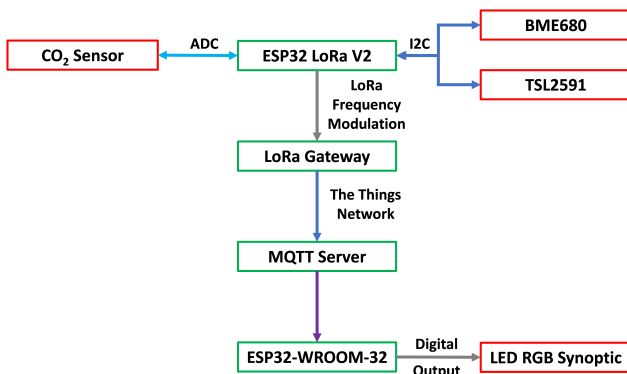 CO₂ Sensor
ADC
ESP32 LoRa V2
I2C
BME680
TSL2591
LoRa
Frequency
Modulation
LoRa Gateway
The Things
Network
MQTT Server
ESP32-WROOM-32
Digital
Output
LED RGB Synoptic